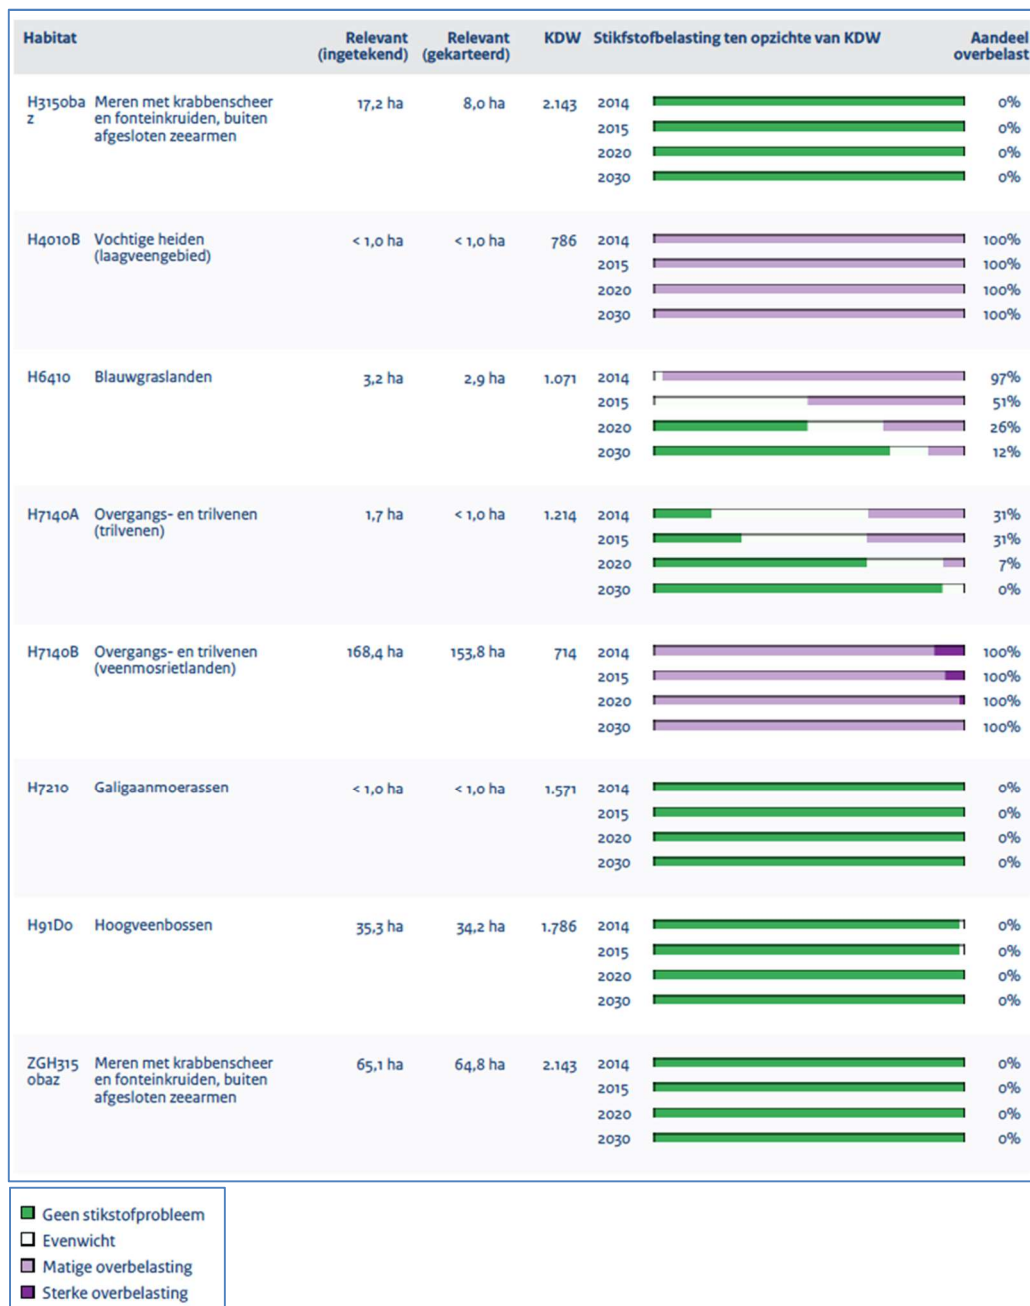 Habitat Relevant (ingetekend) Relevant (gekarteerd) KDW Stikfstofbelasting ten opzichte van KDW Aandeel overbelast
H3150baz Meren met krabbenscheer en fonteinkruiden, buiten afgesloten zeearmen 17,2 ha 8,0 ha 2.143 2014 0%
2015 0%
2020 0%
2030 0%
H4010B Vochtige heiden (laagveengebied) < 1,0 ha < 1,0 ha 786 2014 100%
2015 100%
2020 100%
2030 100%
H6410 Blauwgraslanden 3,2 ha 2,9 ha 1.071 2014 97%
2015 51%
2020 26%
2030 12%
H7140A Overgangs- en trilvenen (trilvenen) 1,7 ha < 1,0 ha 1.214 2014 31%
2015 31%
2020 7%
2030 0%
H7140B Overgangs- en trilvenen (veenmosrietlanden) 168,4 ha 153,8 ha 714 2014 100%
2015 100%
2020 100%
2030 100%
H7210 Galigaanmoerassen < 1,0 ha < 1,0 ha 1.571 2014 0%
2015 0%
2020 0%
2030 0%
H91D0 Hoogveenbossen 35,3 ha 34,2 ha 1.786 2014 0%
2015 0%
2020 0%
2030 0%
ZGH3150baz Meren met krabbenscheer en fonteinkruiden, buiten afgesloten zeearmen 65,1 ha 64,8 ha 2.143 2014 0%
2015 0%
2020 0%
2030 0%
Geen stikstofprobleem
Evenwicht
Matige overbelasting
Sterke overbelasting